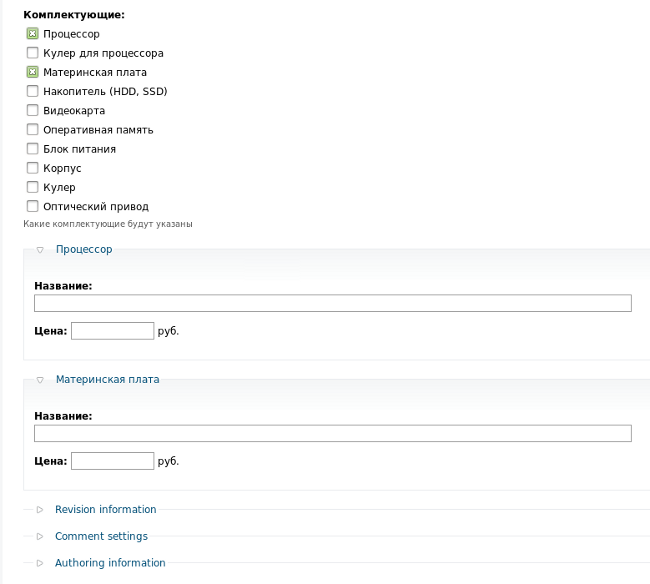 Комплектующие:
Процессор
Кулер для процессора
Материнская плата
Накопитель (HDD, SSD)
Видеокарта
Оперативная память
Блок питания
Корпус
Кулер
Оптический привод
Какие комплектующие будут указаны
Процессор
Название:
Цена: руб.
Материнская плата
Название:
Цена: руб.
Revision information
Comment settings
Authoring information